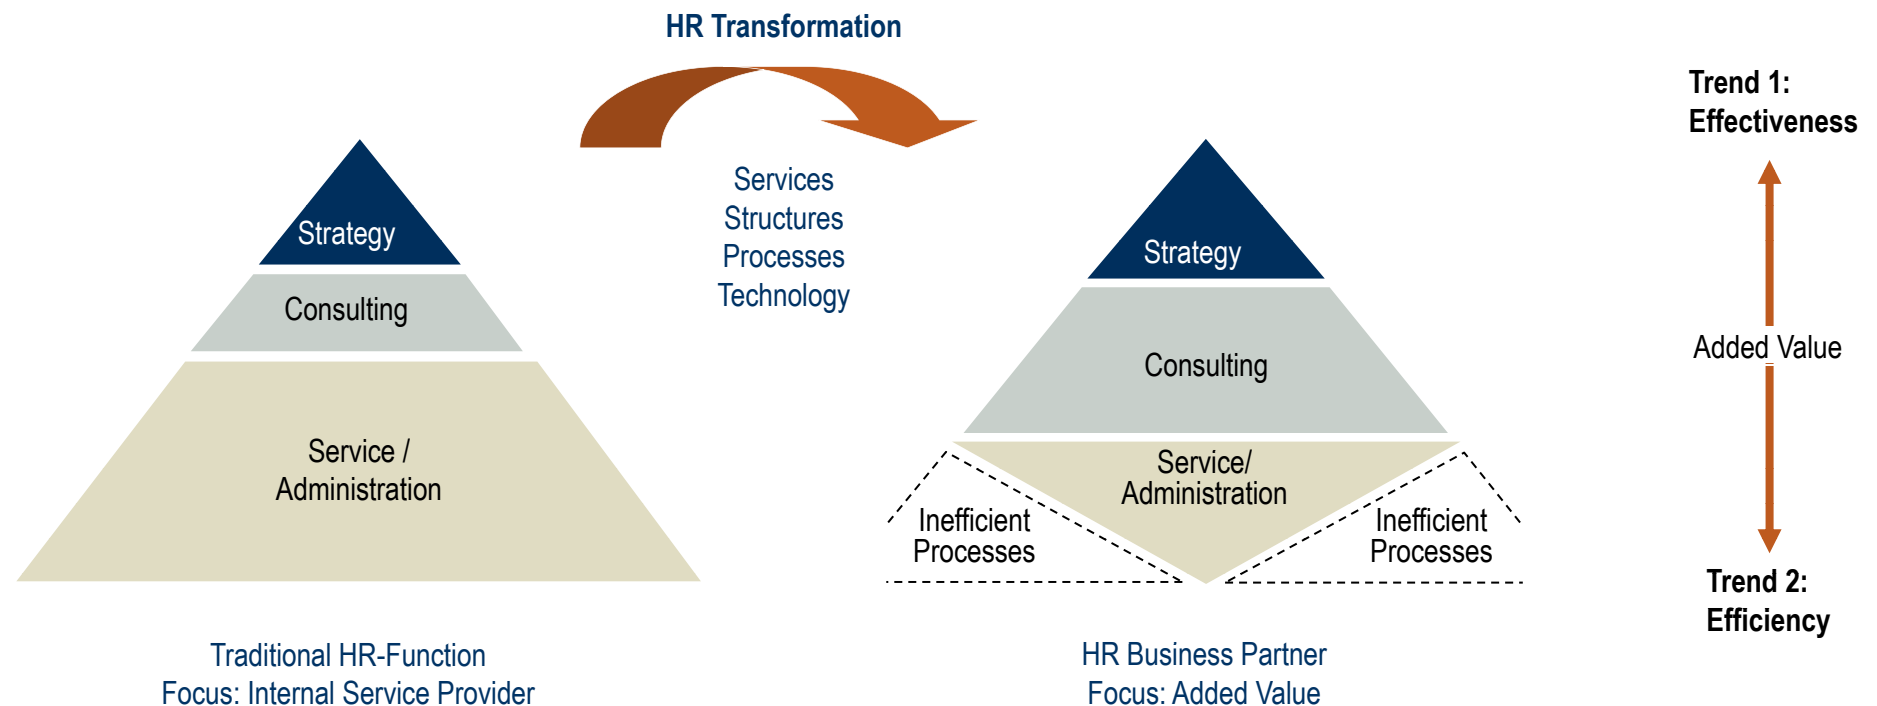 HR Transformation
Services
Structures
Processes
Technology
Strategy
Consulting
Service /
Administration
Traditional HR-Function
Focus: Internal Service Provider
Strategy
Consulting
Service/
Administration
Inefficient
Processes
Inefficient
Processes
HR Business Partner
Focus: Added Value
Trend 1:
Effectiveness
Added Value
Trend 2:
Efficiency